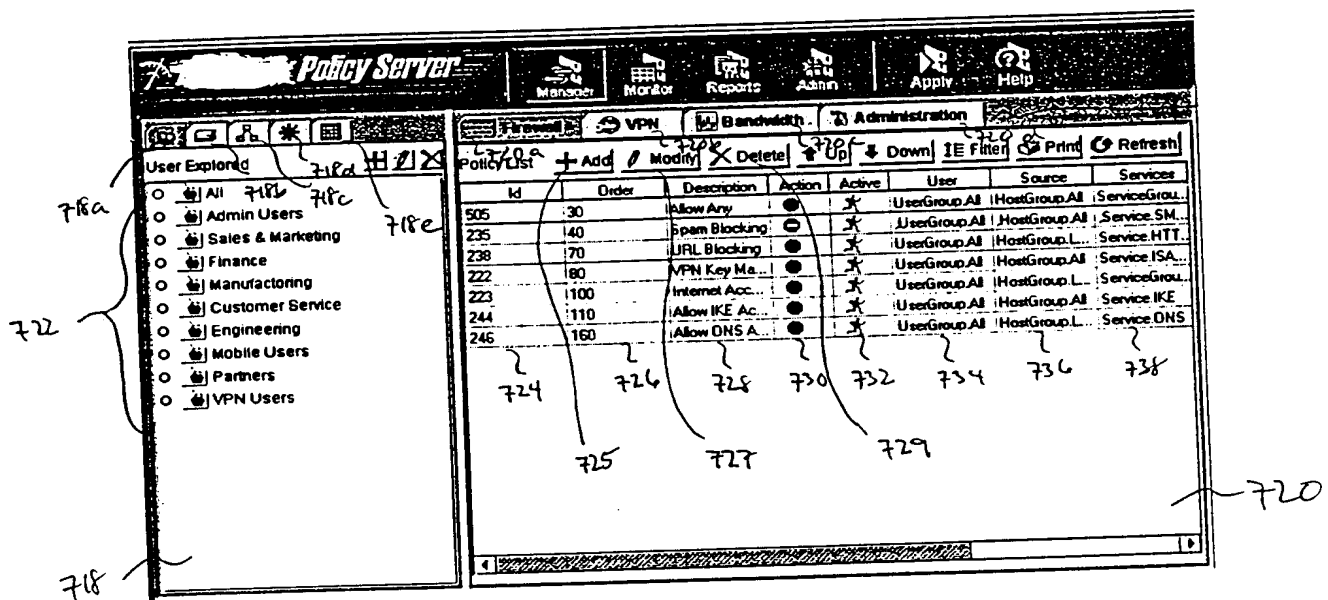 Policy Server
Manager Monitor Reports Admin Apply Help
Firewall VPN Bandwidth Administration
720a 720b 720c 720d
User Explored
Policy List Add Modify Delete Up Down Filter Print Refresh
718a 718b 718c 718d 718e
Id Order Description Action Active User Source Services
505 30 Allow Any UserGroup.All HostGroup.All ServiceGrou...
235 40 Spam Blocking UserGroup.All HostGroup.All Service.SM...
238 70 URL Blocking UserGroup.All HostGroup.L... Service.HTT...
222 80 VPN Key Ma... UserGroup.All HostGroup.All Service.ISA...
223 100 Internet Acc... UserGroup.All HostGroup.L... ServiceGrou...
244 110 Allow IKE Ac... UserGroup.All HostGroup.All Service.IKE
246 160 Allow DNS A... UserGroup.All HostGroup.L... Service.DNS
All
Admin Users
Sales & Marketing
Finance
Manufactoring
Customer Service
Engineering
Mobile Users
Partners
VPN Users
722
724 726 728 730 732 734 736 738
725 727 729
720
718